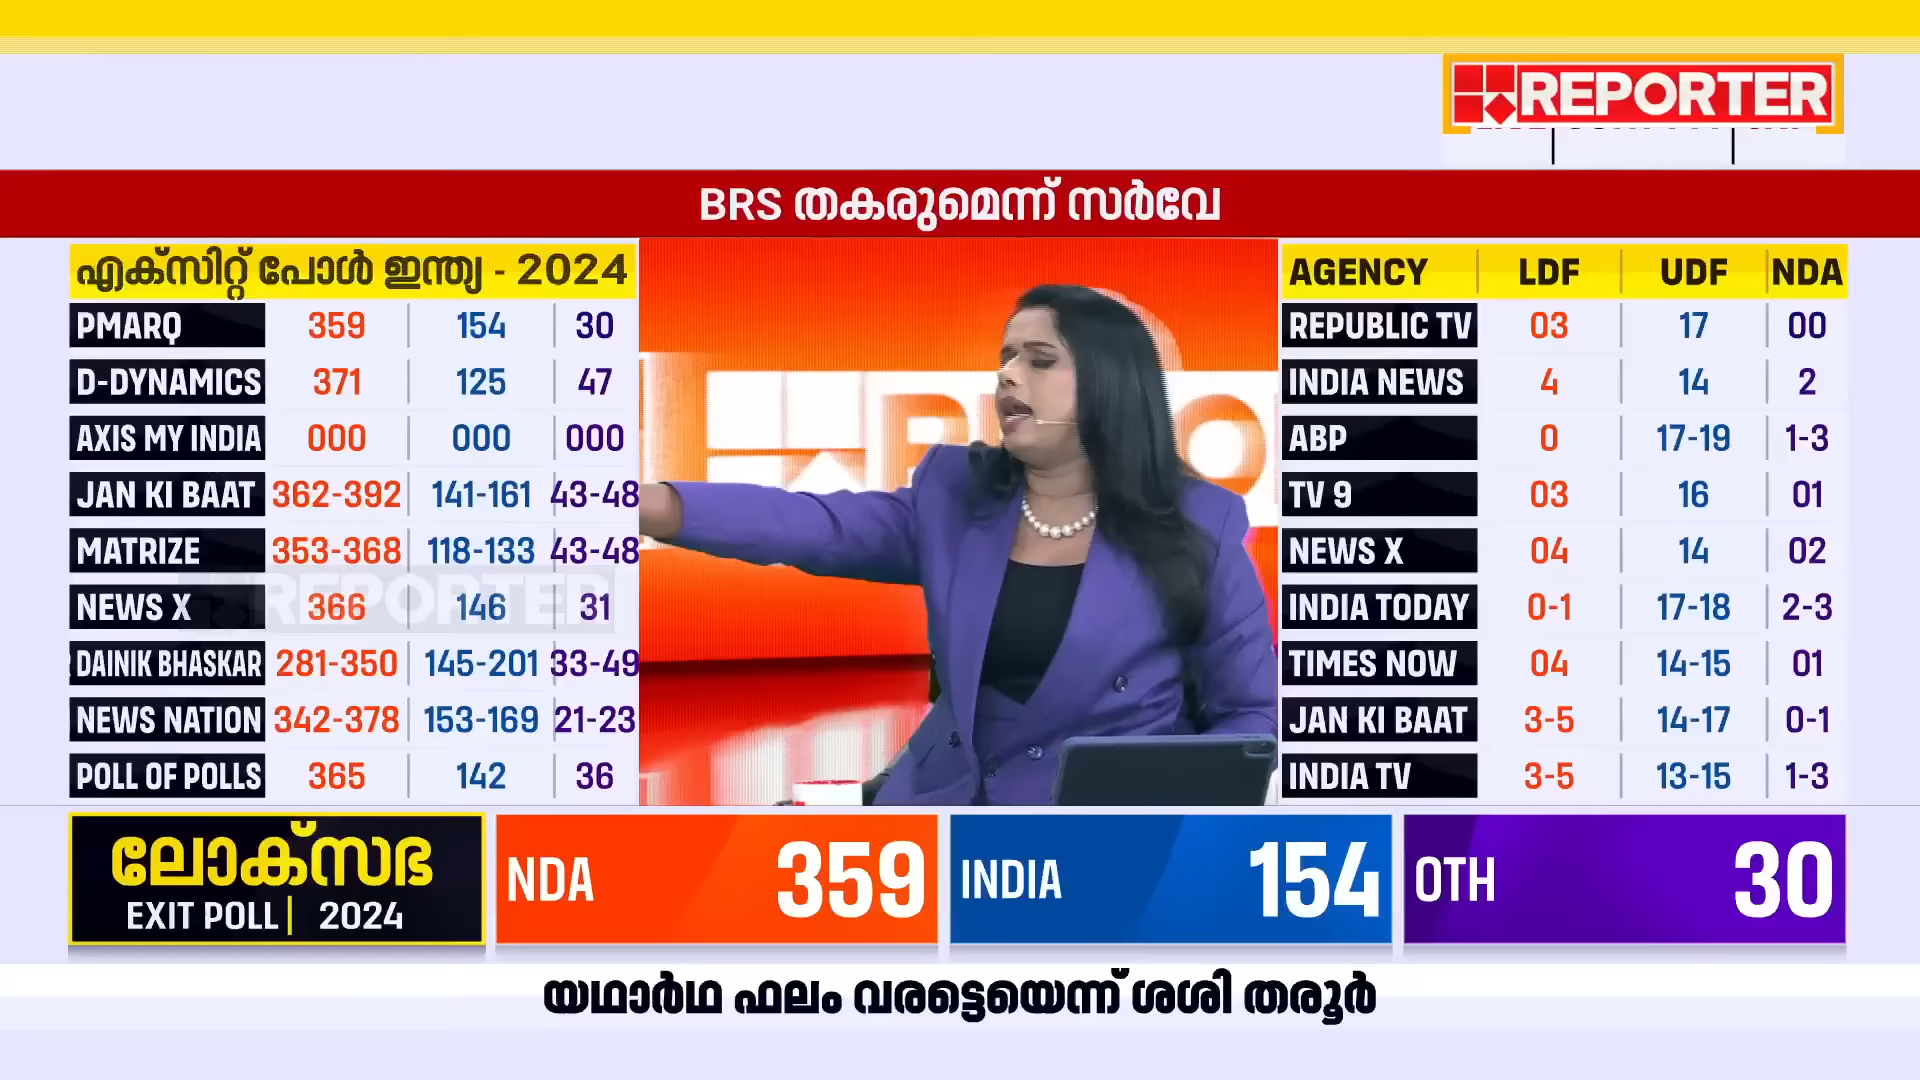 REPORTER
BRS തകരുമെന്ന് സർവേ
എക്സിറ്റ് പോൾ ഇന്ത്യ - 2024
PMARQ 359 154 30
D-DYNAMICS 371 125 47
AXIS MY INDIA 000 000 000
JAN KI BAAT 362-392 141-161 43-48
MATRIZE 353-368 118-133 43-48
NEWS X 366 146 31
DAINIK BHASKAR 281-350 145-201 33-49
NEWS NATION 342-378 153-169 21-23
POLL OF POLLS 365 142 36
REPORTER
AGENCY LDF UDF NDA
REPUBLIC TV 03 17 00
INDIA NEWS 4 14 2
ABP 0 17-19 1-3
TV 9 03 16 01
NEWS X 04 14 02
INDIA TODAY 0-1 17-18 2-3
TIMES NOW 04 14-15 01
JAN KI BAAT 3-5 14-17 0-1
INDIA TV 3-5 13-15 1-3
ലോക്സഭ
EXIT POLL | 2024
NDA 359
INDIA 154
OTH 30
യഥാർഥ ഫലം വരട്ടെയെന്ന് ശശി തരൂർ